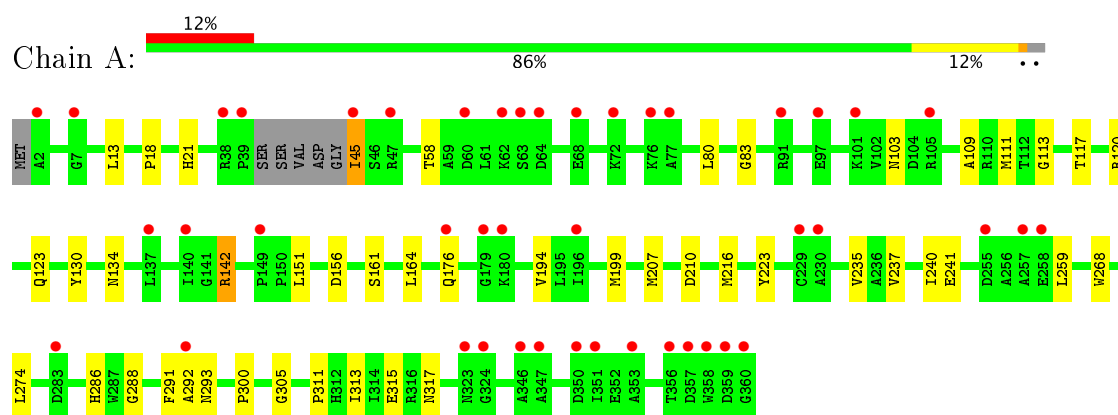 12%
Chain A:
86% 12% • •
MET A2 G7 L13 P18 H21 R38 P39 SER SER VAL ASP GLY I45 S46 R47 T58 A59 D60 L61 K62 S63 D64 E68 K72 K76 A77 L80 G83 R91 E97 K101 V102 N103 D104 R105 A109 R110 M111 T112 G113 T117 R120
Q123 Y130 N134 L137 I140 G141 R142 P149 P150 L151 D156 S161 L164 Q176 G179 K180 V194 L195 I196 M199 M207 D210 M216 Y223 C229 A230 V235 A236 V237 I240 E241 D255 A256 A257 E258 L259 W268
L274 D283 H286 W287 G288 F291 A292 N293 P300 G305 P311 H312 I313 I314 E315 R316 N317 N323 G324 A346 A347 D350 I351 E352 A353 T356 D357 W358 D359 G360